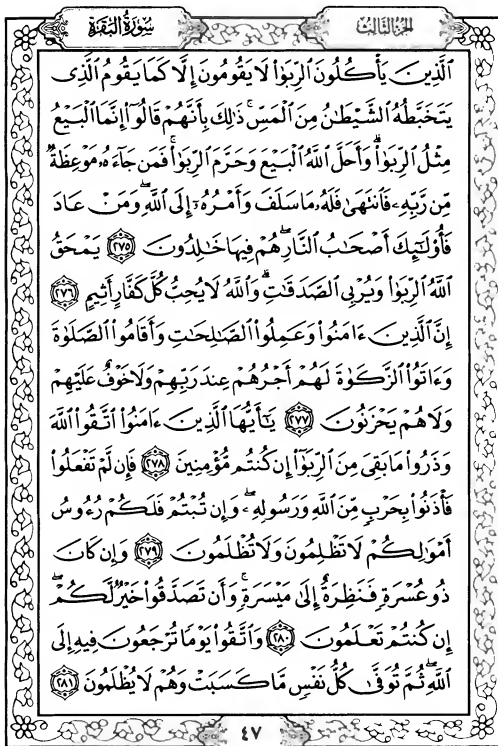 سُورَةُ البَقَرَةِ
الجُزءُ الثَّالِثُ
ٱلَّذِينَ يَأۡكُلُونَ ٱلرِّبَوٰاْ لَا يَقُومُونَ إِلَّا كَمَا يَقُومُ ٱلَّذِي
يَتَخَبَّطُهُ ٱلشَّيۡطَٰنُ مِنَ ٱلۡمَسِّۚ ذَٰلِكَ بِأَنَّهُمۡ قَالُوٓاْ إِنَّمَا ٱلۡبَيۡعُ
مِثۡلُ ٱلرِّبَوٰاْۗ وَأَحَلَّ ٱللَّهُ ٱلۡبَيۡعَ وَحَرَّمَ ٱلرِّبَوٰاْۚ فَمَن جَآءَهُۥ مَوۡعِظَةٞ
مِّن رَّبِّهِۦ فَٱنتَهَىٰ فَلَهُۥ مَا سَلَفَ وَأَمۡرُهُۥٓ إِلَى ٱللَّهِۖ وَمَنۡ عَادَ
فَأُوْلَٰٓئِكَ أَصۡحَٰبُ ٱلنَّارِۖ هُمۡ فِيهَا خَٰلِدُونَ ٢٧٥ يَمۡحَقُ
ٱللَّهُ ٱلرِّبَوٰاْ وَيُرۡبِي ٱلصَّدَقَٰتِۗ وَٱللَّهُ لَا يُحِبُّ كُلَّ كَفَّارٍ أَثِيمٍ ٢٧٦
إِنَّ ٱلَّذِينَ ءَامَنُواْ وَعَمِلُواْ ٱلصَّٰلِحَٰتِ وَأَقَامُواْ ٱلصَّلَوٰةَ
وَءَاتَوُاْ ٱلزَّكَوٰةَ لَهُمۡ أَجۡرُهُمۡ عِندَ رَبِّهِمۡ وَلَا خَوۡفٌ عَلَيۡهِمۡ
وَلَا هُمۡ يَحۡزَنُونَ ٢٧٧ يَٰٓأَيُّهَا ٱلَّذِينَ ءَامَنُواْ ٱتَّقُواْ ٱللَّهَ
وَذَرُواْ مَا بَقِيَ مِنَ ٱلرِّبَوٰٓاْ إِن كُنتُم مُّؤۡمِنِينَ ٢٧٨ فَإِن لَّمۡ تَفۡعَلُواْ
فَأۡذَنُواْ بِحَرۡبٖ مِّنَ ٱللَّهِ وَرَسُولِهِۦۖ وَإِن تُبۡتُمۡ فَلَكُمۡ رُءُوسُ
أَمۡوَٰلِكُمۡ لَا تَظۡلِمُونَ وَلَا تُظۡلَمُونَ ٢٧٩ وَإِن كَانَ
ذُو عُسۡرَةٖ فَنَظِرَةٌ إِلَىٰ مَيۡسَرَةٖۚ وَأَن تَصَدَّقُواْ خَيۡرٞ لَّكُمۡۖ
إِن كُنتُمۡ تَعۡلَمُونَ ٢٨٠ وَٱتَّقُواْ يَوۡمٗا تُرۡجَعُونَ فِيهِ إِلَى
ٱللَّهِۖ ثُمَّ تُوَفَّىٰ كُلُّ نَفۡسٖ مَّا كَسَبَتۡ وَهُمۡ لَا يُظۡلَمُونَ ٢٨١
٤٧